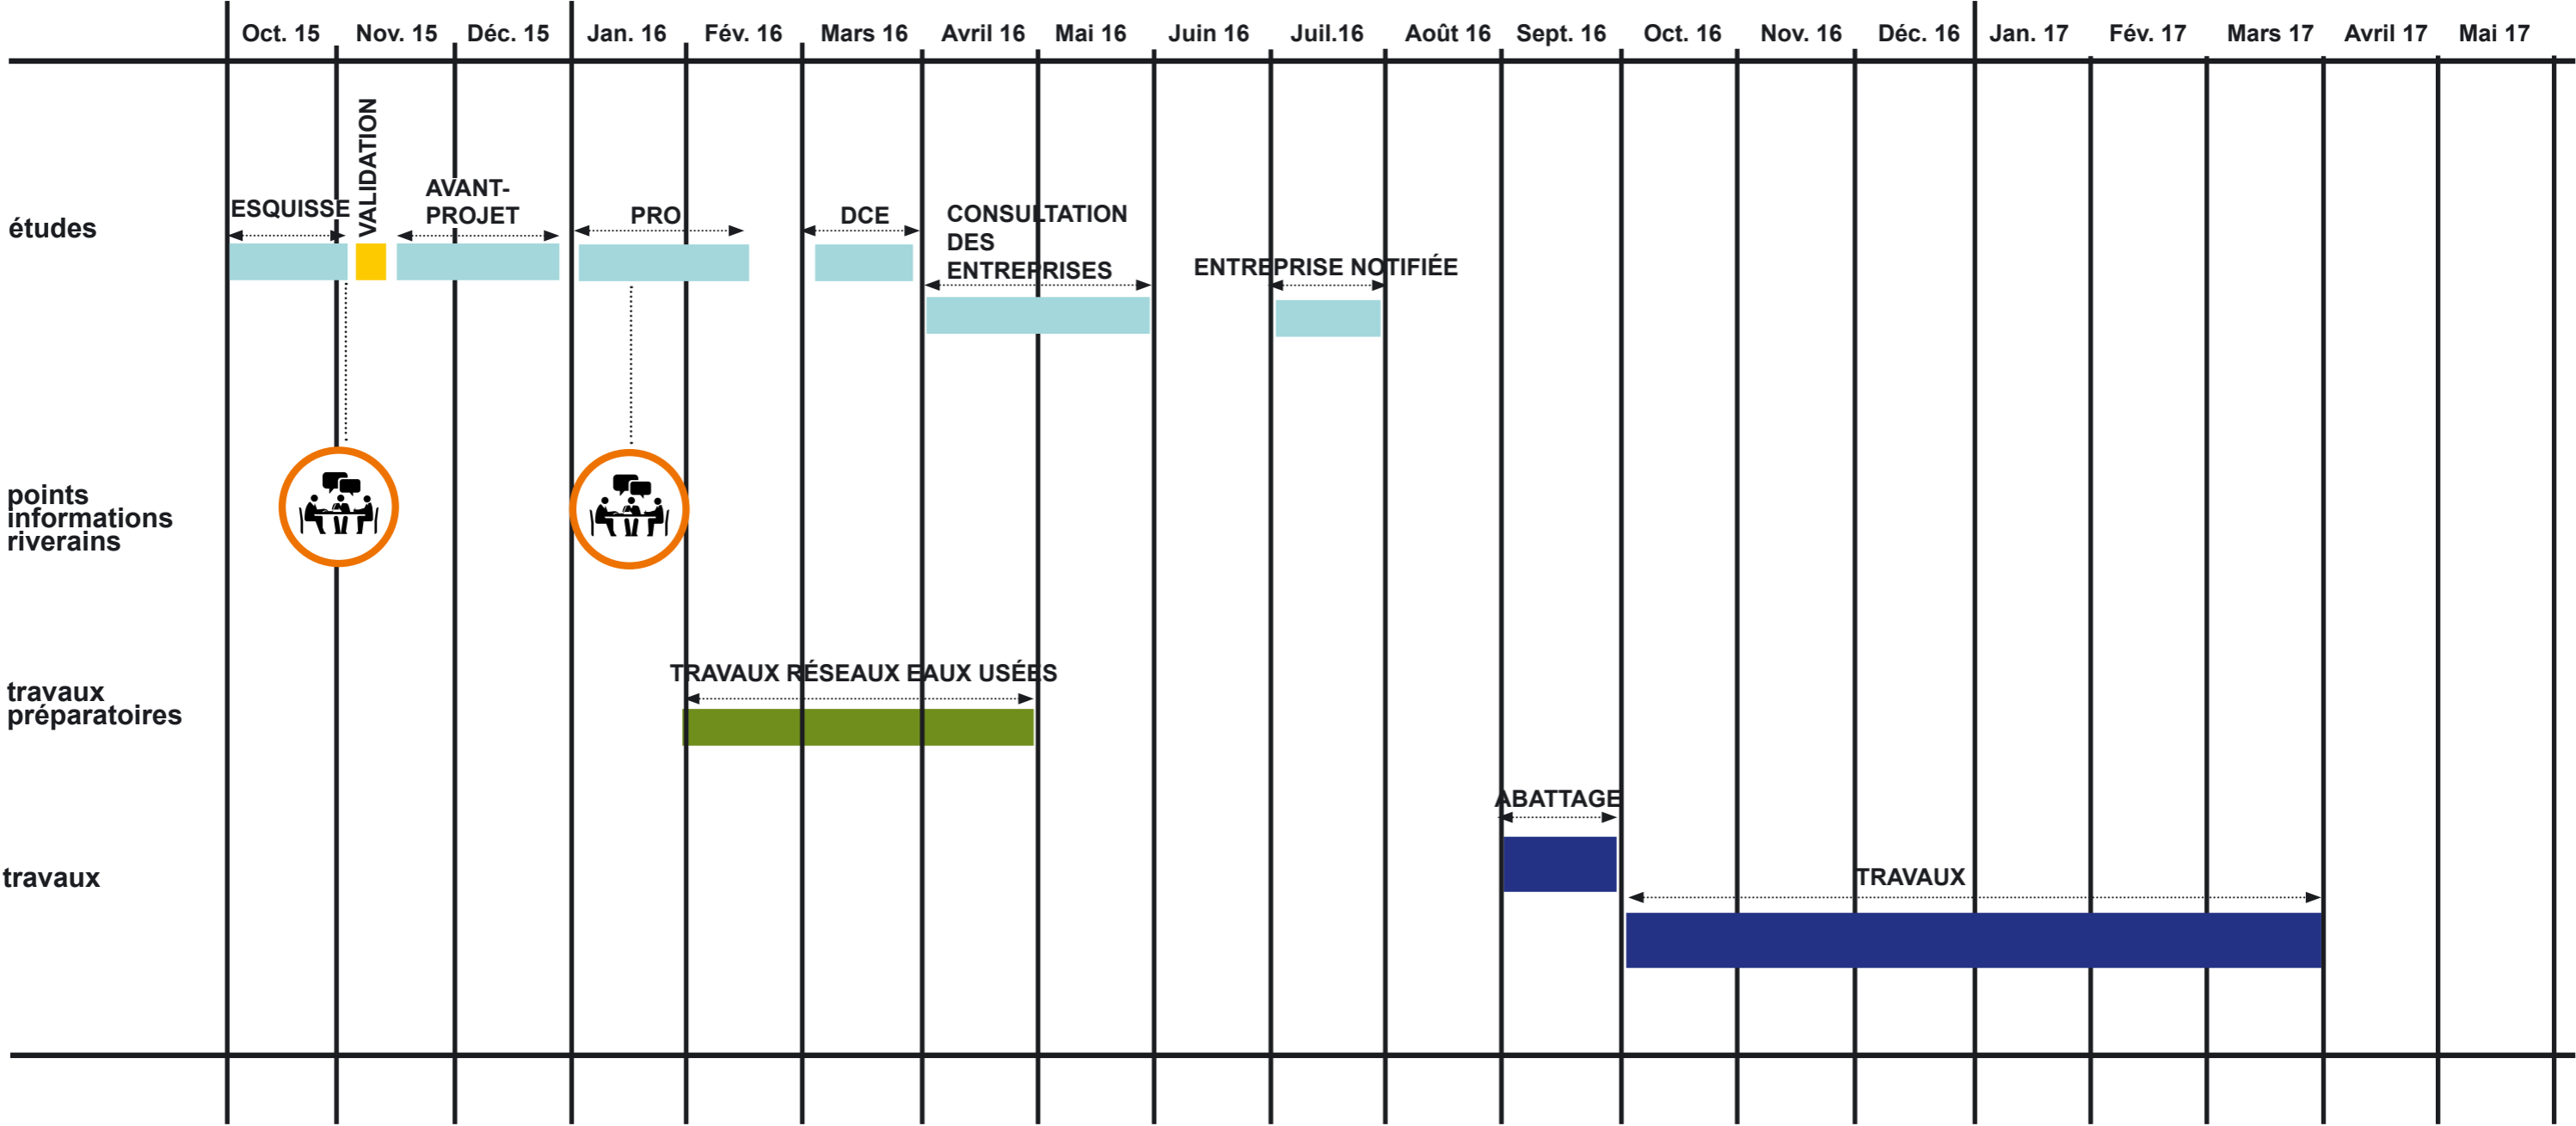 Oct. 15 Nov. 15 Déc. 15 Jan. 16 Fév. 16 Mars 16 Avril 16 Mai 16 Juin 16 Juil.16 Août 16 Sept. 16 Oct. 16 Nov. 16 Déc. 16 Jan. 17 Fév. 17 Mars 17 Avril 17 Mai 17
études
ESQUISSE
VALIDATION
AVANT-
PROJET
PRO
DCE
CONSULTATION
DES
ENTREPRISES
ENTREPRISE NOTIFIÉE
points
informations
riverains
travaux
préparatoires
TRAVAUX RÉSEAUX EAUX USÉES
travaux
ABATTAGE
TRAVAUX